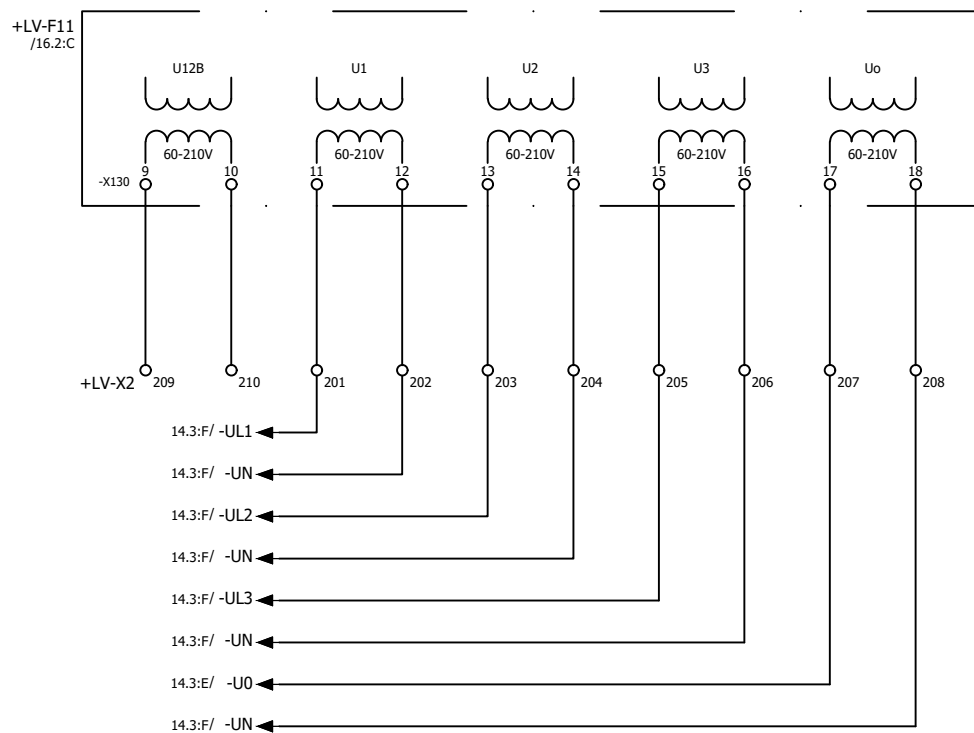 +LV-F11
/16.2:C
U12B U1 U2 U3 Uo
60-210V 60-210V 60-210V 60-210V 60-210V
-X130 9 10 11 12 13 14 15 16 17 18
+LV-X2 209 210 201 202 203 204 205 206 207 208
14.3:F/ -UL1
14.3:F/ -UN
14.3:F/ -UL2
14.3:F/ -UN
14.3:F/ -UL3
14.3:F/ -UN
14.3:E/ -U0
14.3:F/ -UN